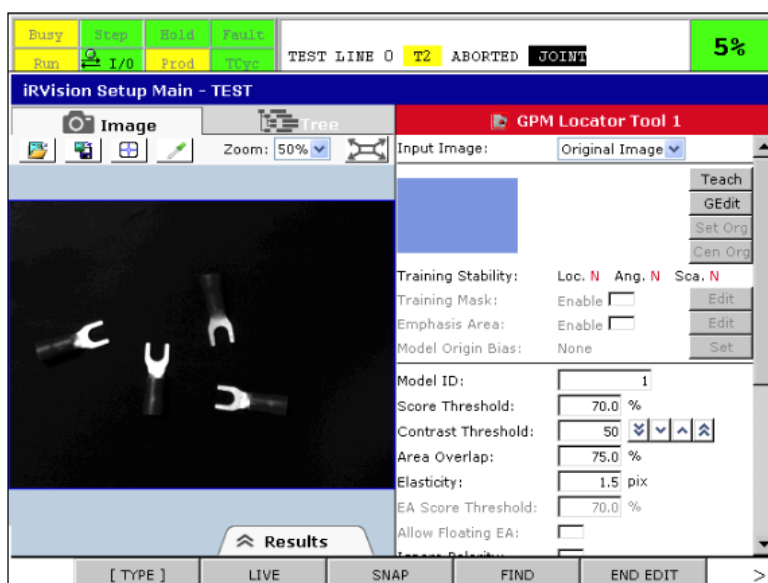 Busy Step Hold Fault
Run I/O Prod TCyc
TEST LINE 0 T2 ABORTED JOINT
5%
iRVision Setup Main - TEST
Image
Tree
Zoom: 50%
GPM Locator Tool 1
Input Image: Original Image
Teach
GEdit
Set Org
Cen Org
Training Stability: Loc. N Ang. N Sca. N
Training Mask: Enable Edit
Emphasis Area: Enable Edit
Model Origin Bias: None Set
Model ID: 1
Score Threshold: 70.0 %
Contrast Threshold: 50
Area Overlap: 75.0 %
Elasticity: 1.5 pix
EA Score Threshold: 70.0 %
Allow Floating EA:
Ignore Polarity:
Results
[ TYPE ] LIVE SNAP FIND END EDIT >